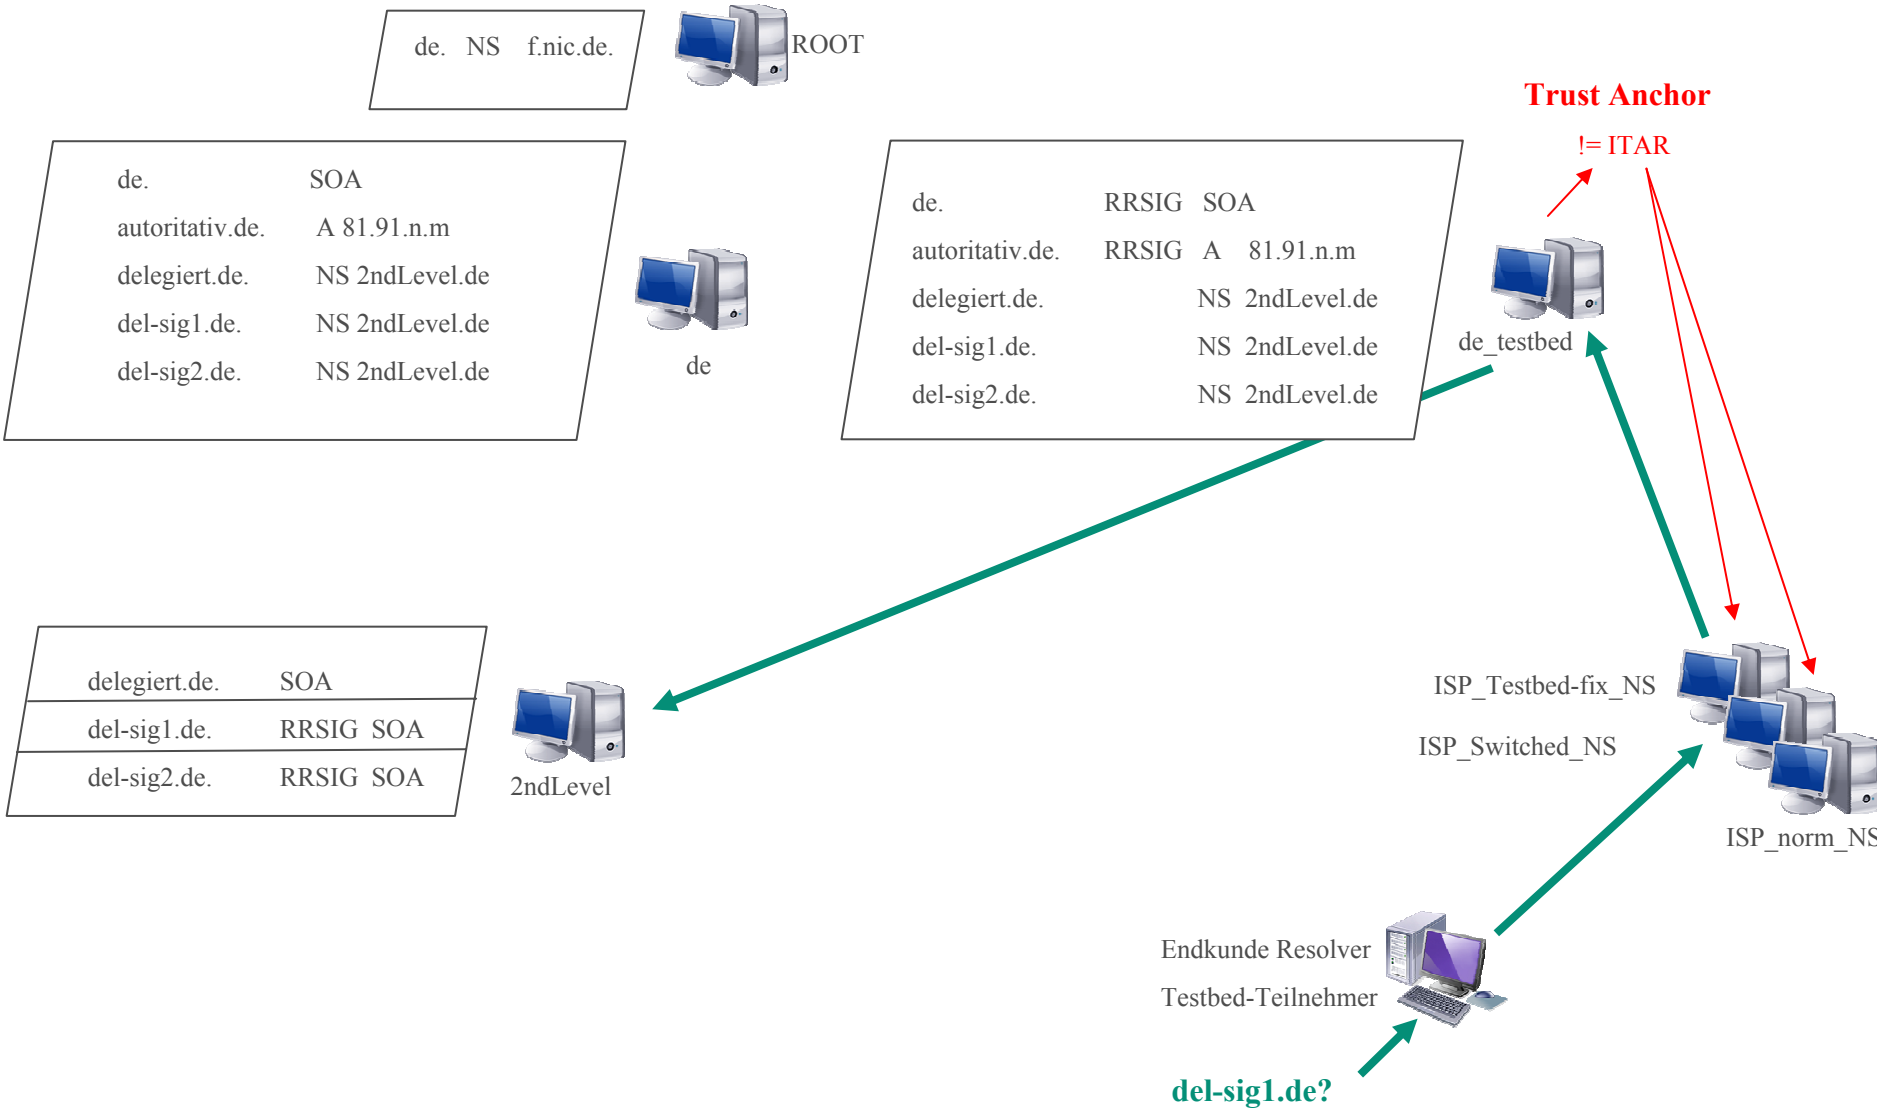 de. NS f.nic.de.
ROOT
Trust Anchor
!= ITAR
de. SOA
autoritativ.de. A 81.91.n.m
delegiert.de. NS 2ndLevel.de
del-sig1.de. NS 2ndLevel.de
del-sig2.de. NS 2ndLevel.de
de
de. RRSIG SOA
autoritativ.de. RRSIG A 81.91.n.m
delegiert.de. NS 2ndLevel.de
del-sig1.de. NS 2ndLevel.de
del-sig2.de. NS 2ndLevel.de
de_testbed
delegiert.de. SOA
del-sig1.de. RRSIG SOA
del-sig2.de. RRSIG SOA
2ndLevel
ISP_Testbed-fix_NS
ISP_Switched_NS
ISP_norm_NS
Endkunde Resolver
Testbed-Teilnehmer
del-sig1.de?